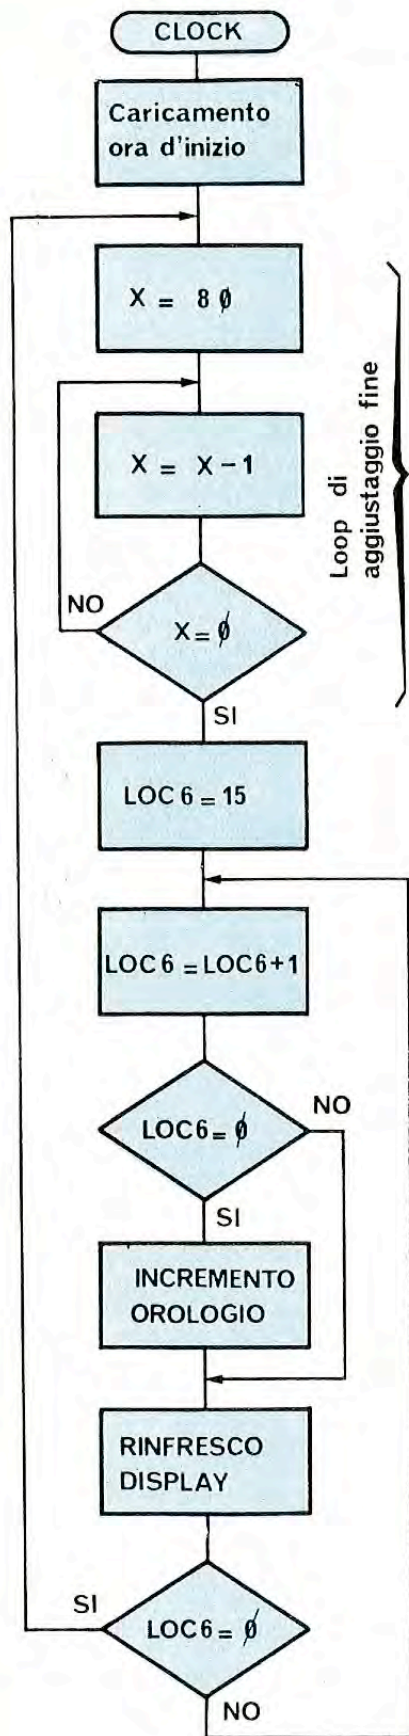 CLOCK
Caricamento
ora d'inizio
X = 8 ø
X = X - 1
Loop di
aggiustaggio fine
NO
X = ø
SI
LOC 6 = 15
LOC 6 = LOC6+1
NO
LOC6 = ø
SI
INCREMENTO
OROLOGIO
RINFRESCO
DISPLAY
SI
LOC6 = ø
NO